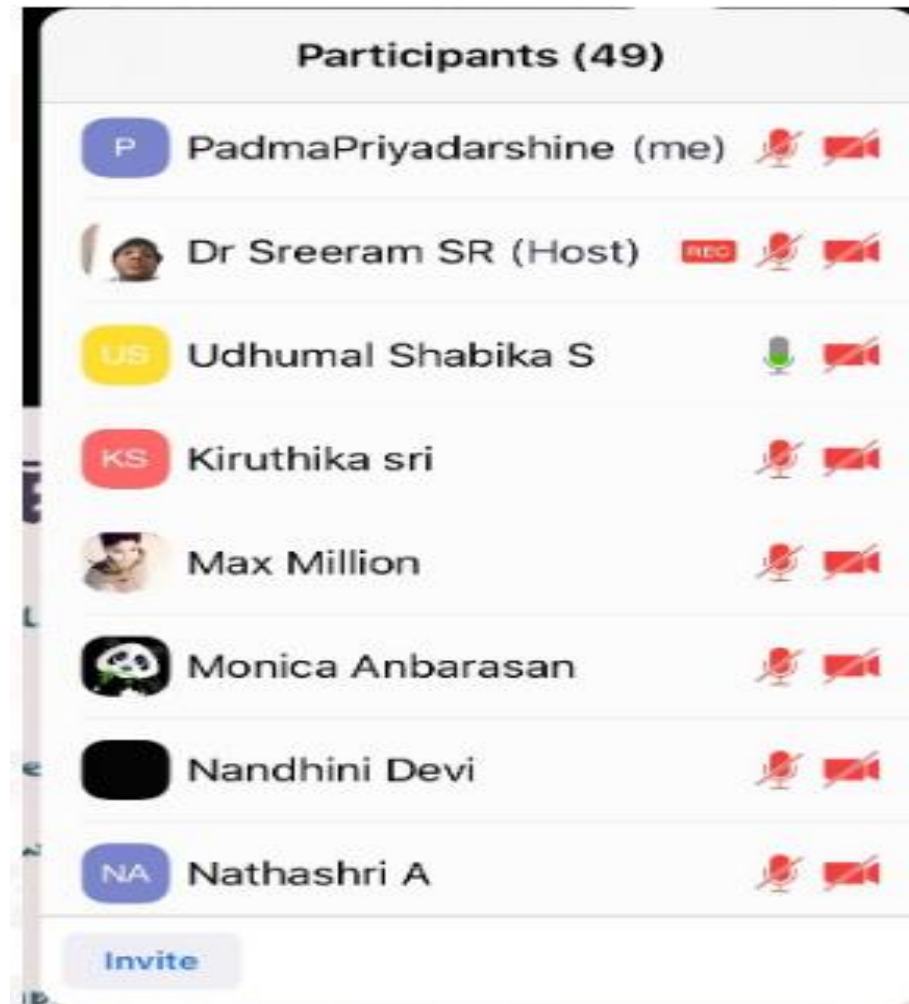 Participants (49)
P PadmaPriyadarshine (me)
Dr Sreeram SR (Host) REC
US Udhumal Shabika S
KS Kiruthika sri
Max Million
Monica Anbarasan
Nandhini Devi
NA Nathashri A
Invite